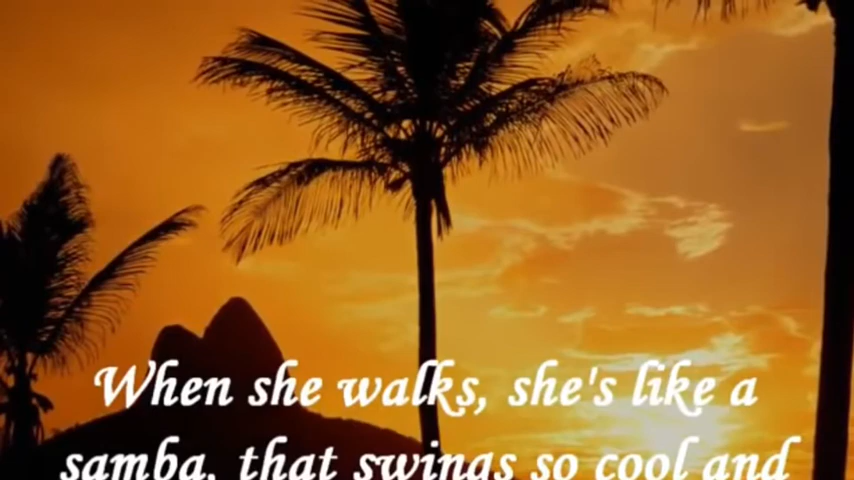 When she walks, she's like a
samba, that swings so cool and